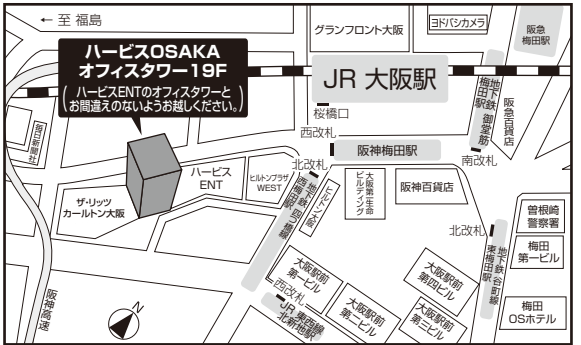 ← 至 福島
ハービスOSAKA
オフィスタワー19F
(ハービスENTのオフィスタワーと
お間違えのないようお越しください。)
グランフロント大阪
ヨドバシカメラ
阪急
梅田駅
JR 大阪駅
地下鉄 御堂筋
梅田駅
阪急百貨店
桜橋口
西改札
阪神梅田駅
南改札
毎日新聞社
ハービス
ENT
ヒルトンプラザ
WEST
北改札
地下鉄 四つ橋線
西梅田駅
ヒルトン大阪
大阪第一生命
ビルディング
阪神百貨店
ザ・リッツ
カールトン大阪
北改札
地下鉄 谷町線
東梅田駅
曽根崎
警察署
梅田
第一ビル
梅田
OSホテル
大阪駅前
第一ビル
大阪駅前
第二ビル
大阪駅前
第三ビル
大阪駅前
第四ビル
西改札
JR 東西線
北新地駅
阪神高速
N